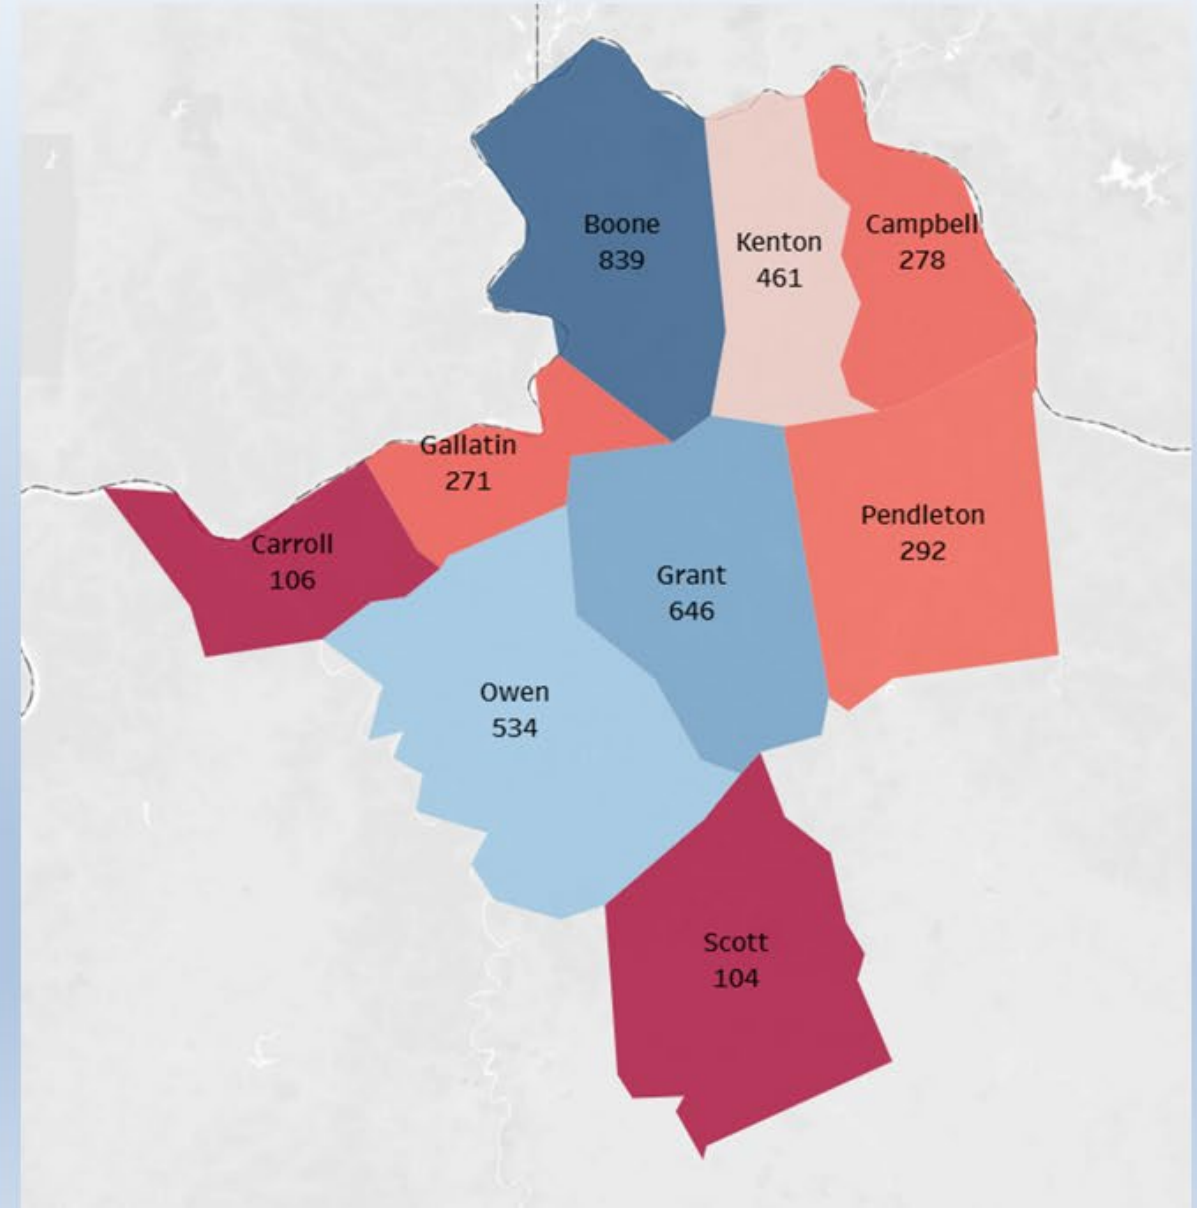 Boone
839
Kenton
461
Campbell
278
Gallatin
271
Carroll
106
Pendleton
292
Grant
646
Owen
534
Scott
104